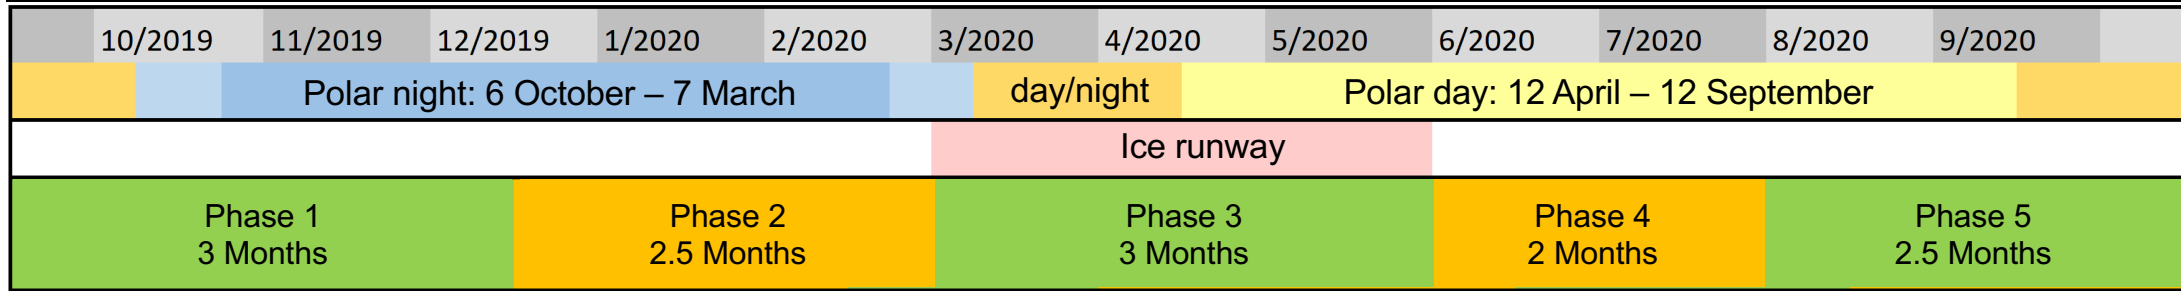 10/2019 11/2019 12/2019 1/2020 2/2020 3/2020 4/2020 5/2020 6/2020 7/2020 8/2020 9/2020
Polar night: 6 October – 7 March day/night Polar day: 12 April – 12 September
Ice runway
Phase 1 Phase 2 Phase 3 Phase 4 Phase 5
3 Months 2.5 Months 3 Months 2 Months 2.5 Months